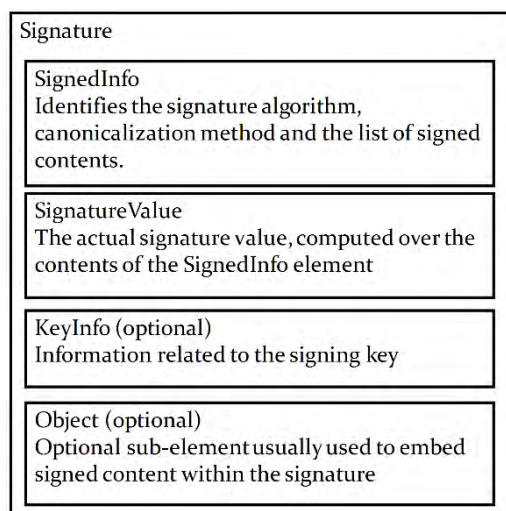 Signature
SignedInfo
Identifies the signature algorithm,
canonicalization method and the list of signed
contents.
SignatureValue
The actual signature value, computed over the
contents of the SignedInfo element
KeyInfo (optional)
Information related to the signing key
Object (optional)
Optional sub-element usually used to embed
signed content within the signature